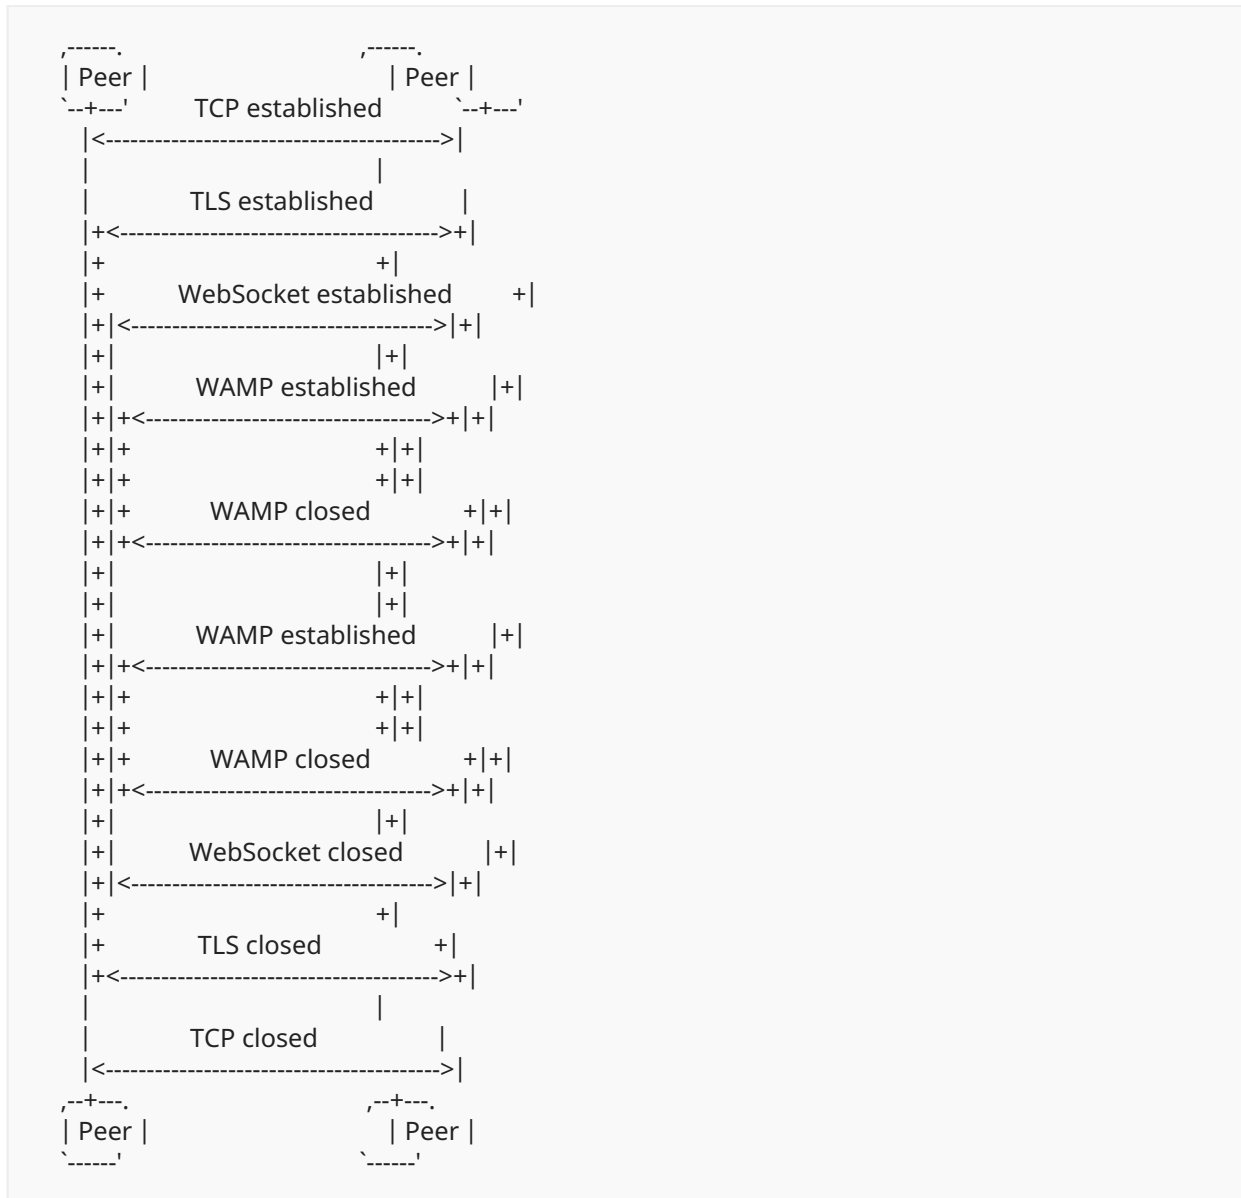 ,------.                                    ,------.
| Peer |                                    | Peer |
`--+---'          TCP established          `--+---'
   |<----------------------------------------->|
   |                                           |
   |               TLS established             |
   |+<--------------------------------------->+|
   |+                                         +|
   |+           WebSocket established         +|
   |+|<------------------------------------->|+|
   |+|                                       |+|
   |+|            WAMP established           |+|
   |+|+<----------------------------------->+|+|
   |+|+                                     +|+|
   |+|+                                     +|+|
   |+|+             WAMP closed             +|+|
   |+|+<----------------------------------->+|+|
   |+|                                       |+|
   |+|                                       |+|
   |+|            WAMP established           |+|
   |+|+<----------------------------------->+|+|
   |+|+                                     +|+|
   |+|+                                     +|+|
   |+|+             WAMP closed             +|+|
   |+|+<----------------------------------->+|+|
   |+|                                       |+|
   |+|            WebSocket closed           |+|
   |+|<------------------------------------->|+|
   |+                                         +|
   |+                TLS closed               +|
   |+<--------------------------------------->+|
   |                                           |
   |                 TCP closed                |
   |<----------------------------------------->|
,--+---.                                    ,--+---.
| Peer |                                    | Peer |
`------'                                    `------'